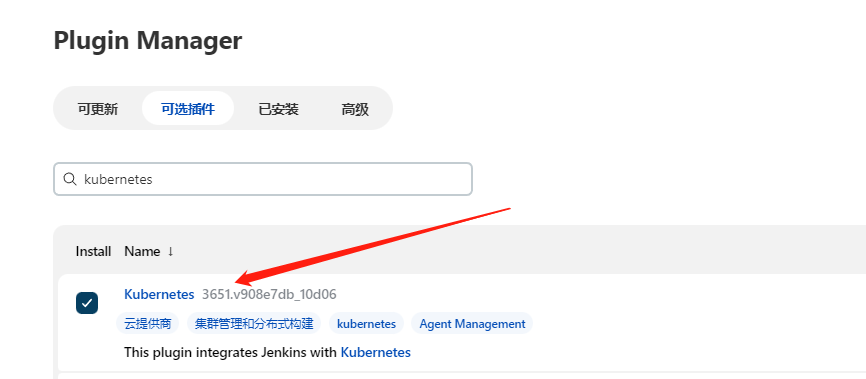 Plugin Manager
可更新 可选插件 已安装 高级
kubernetes
Install Name ↓
Kubernetes 3651.v908e7db_10d06
云提供商 集群管理和分布式构建 kubernetes Agent Management
This plugin integrates Jenkins with Kubernetes